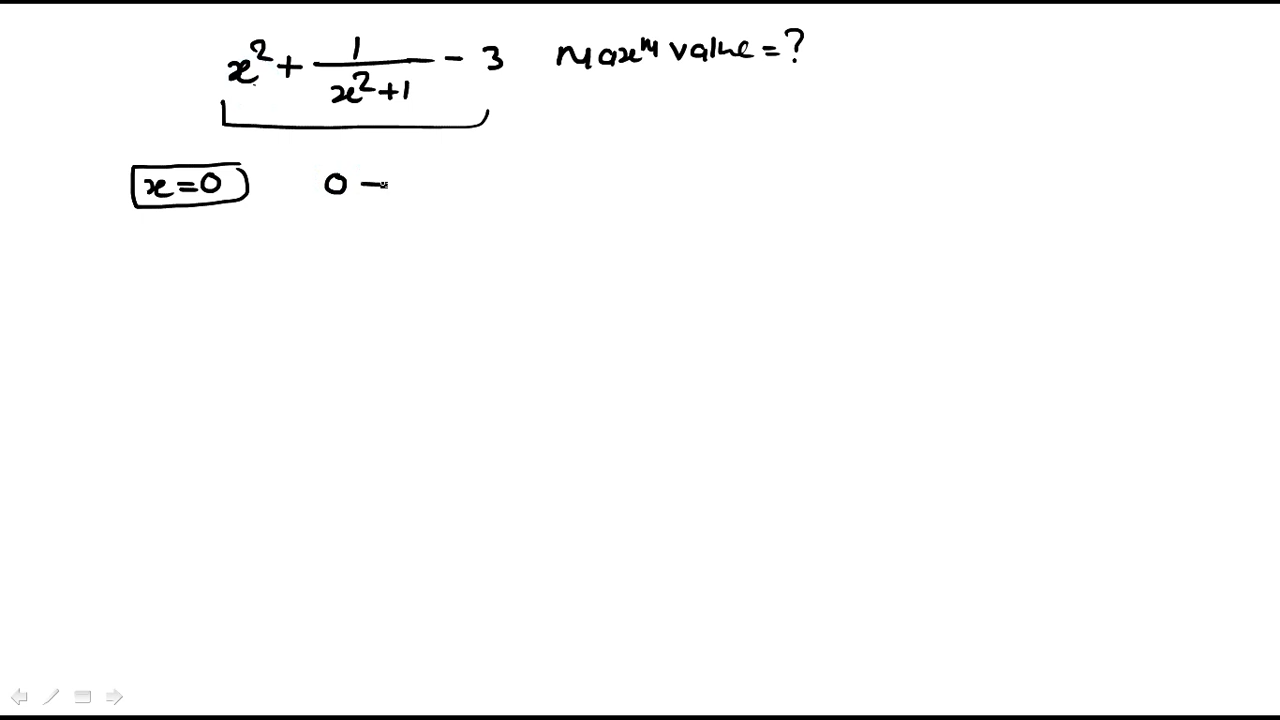 x² + 1/(x²+1) - 3 Maxᵐ value = ?
x = 0 0 -